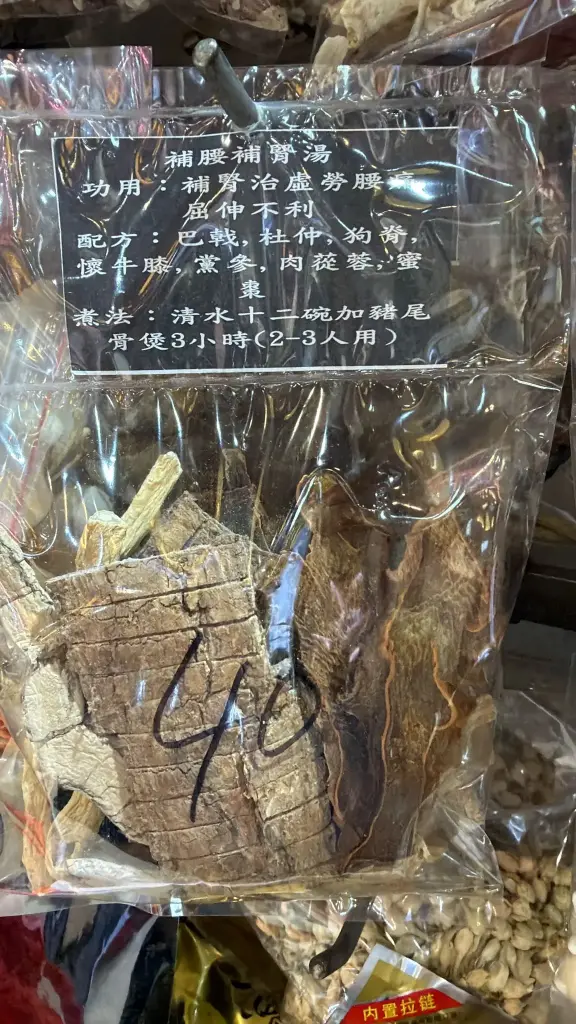 補腰補腎湯
功用：補腎治虛勞腰痛
屈伸不利
配方：巴戟,杜仲,狗脊,
懷牛膝,黨參,肉蓯蓉,蜜
棗
煮法：清水十二碗加豬尾
骨煲3小時(2-3人用)
40
内置拉链